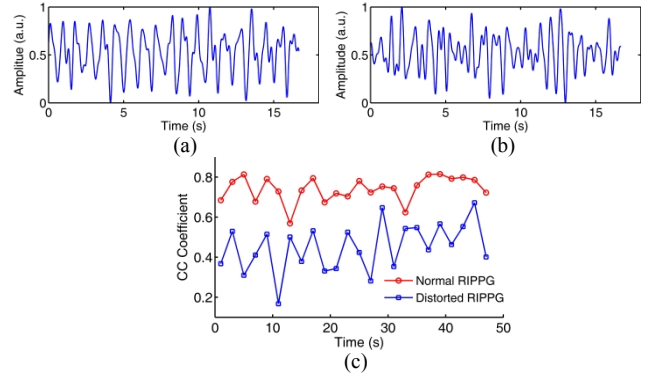 (a)
(b)
1
0.5
0
Amplitue (a.u.)
0 5 10 15
Time (s)
1
0.5
0
Amplitude (a.u.)
0 5 10 15
Time (s)
(a)
(b)
0.8
0.6
0.4
0.2
CC Coefficient
Normal RIPPG
Distorted RIPPG
0 10 20 30 40 50
Time (s)
(c)